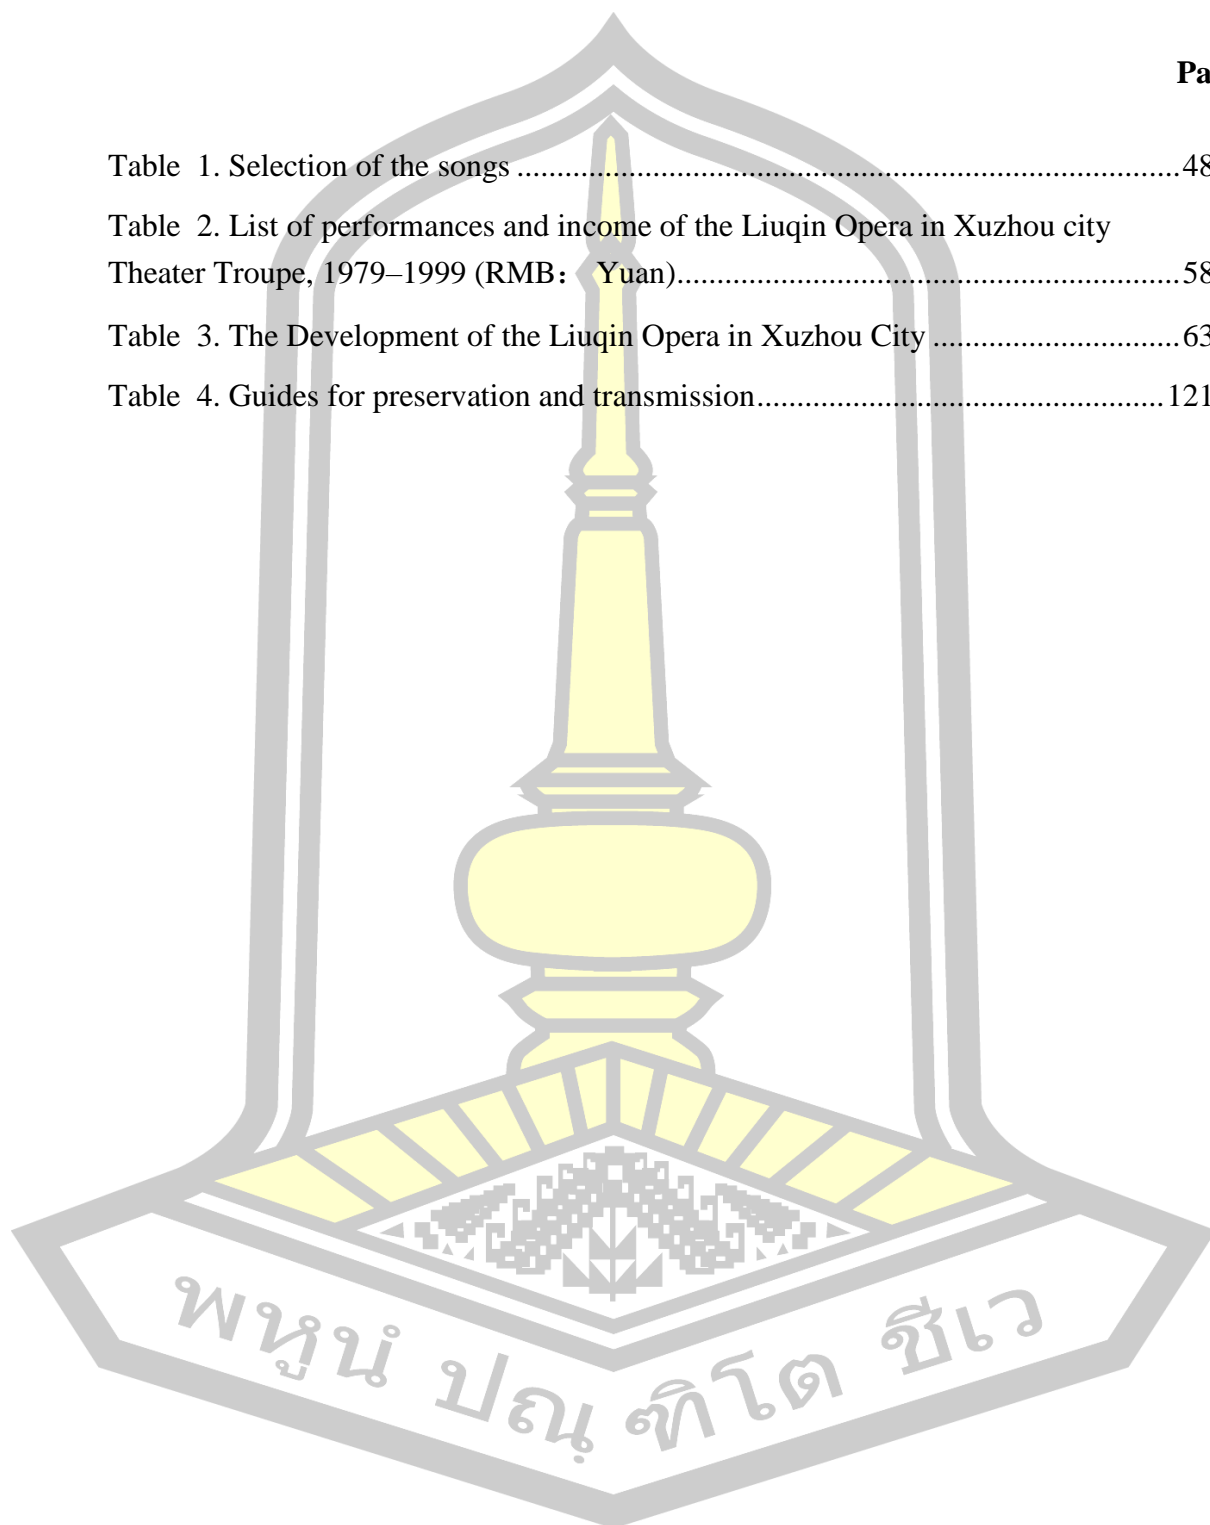 Pa
Table 1. Selection of the songs ....................................................................................48
Table 2. List of performances and income of the Liuqin Opera in Xuzhou city
Theater Troupe, 1979–1999 (RMB： Yuan)................................................................58
Table 3. The Development of the Liuqin Opera in Xuzhou City ...............................63
Table 4. Guides for preservation and transmission....................................................121
พหูนํ ปณฺฑิโต ชีเว